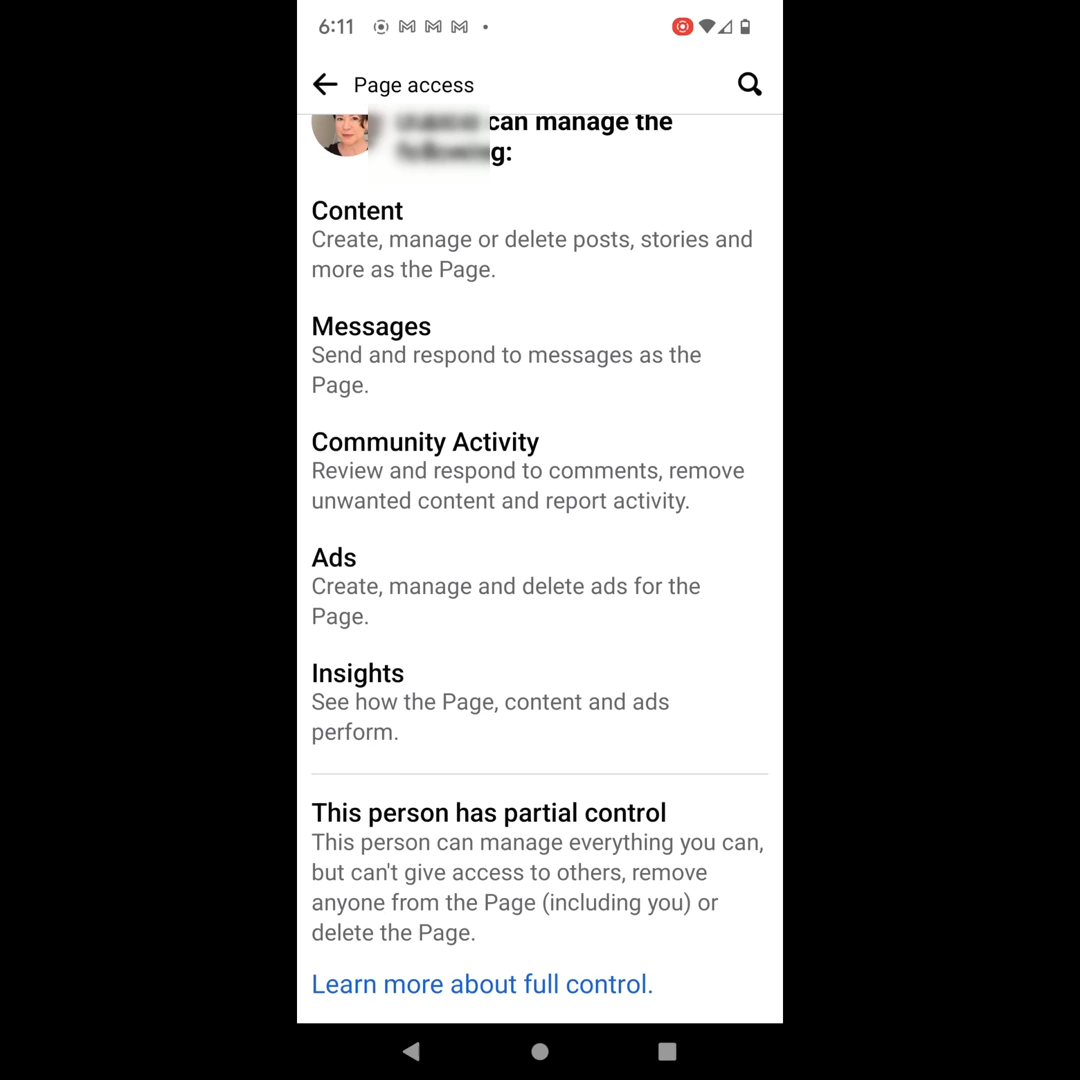 6:11
Page access
can manage the
g:
Content
Create, manage or delete posts, stories and
more as the Page.
Messages
Send and respond to messages as the
Page.
Community Activity
Review and respond to comments, remove
unwanted content and report activity.
Ads
Create, manage and delete ads for the
Page.
Insights
See how the Page, content and ads
perform.
This person has partial control
This person can manage everything you can,
but can't give access to others, remove
anyone from the Page (including you) or
delete the Page.
Learn more about full control.